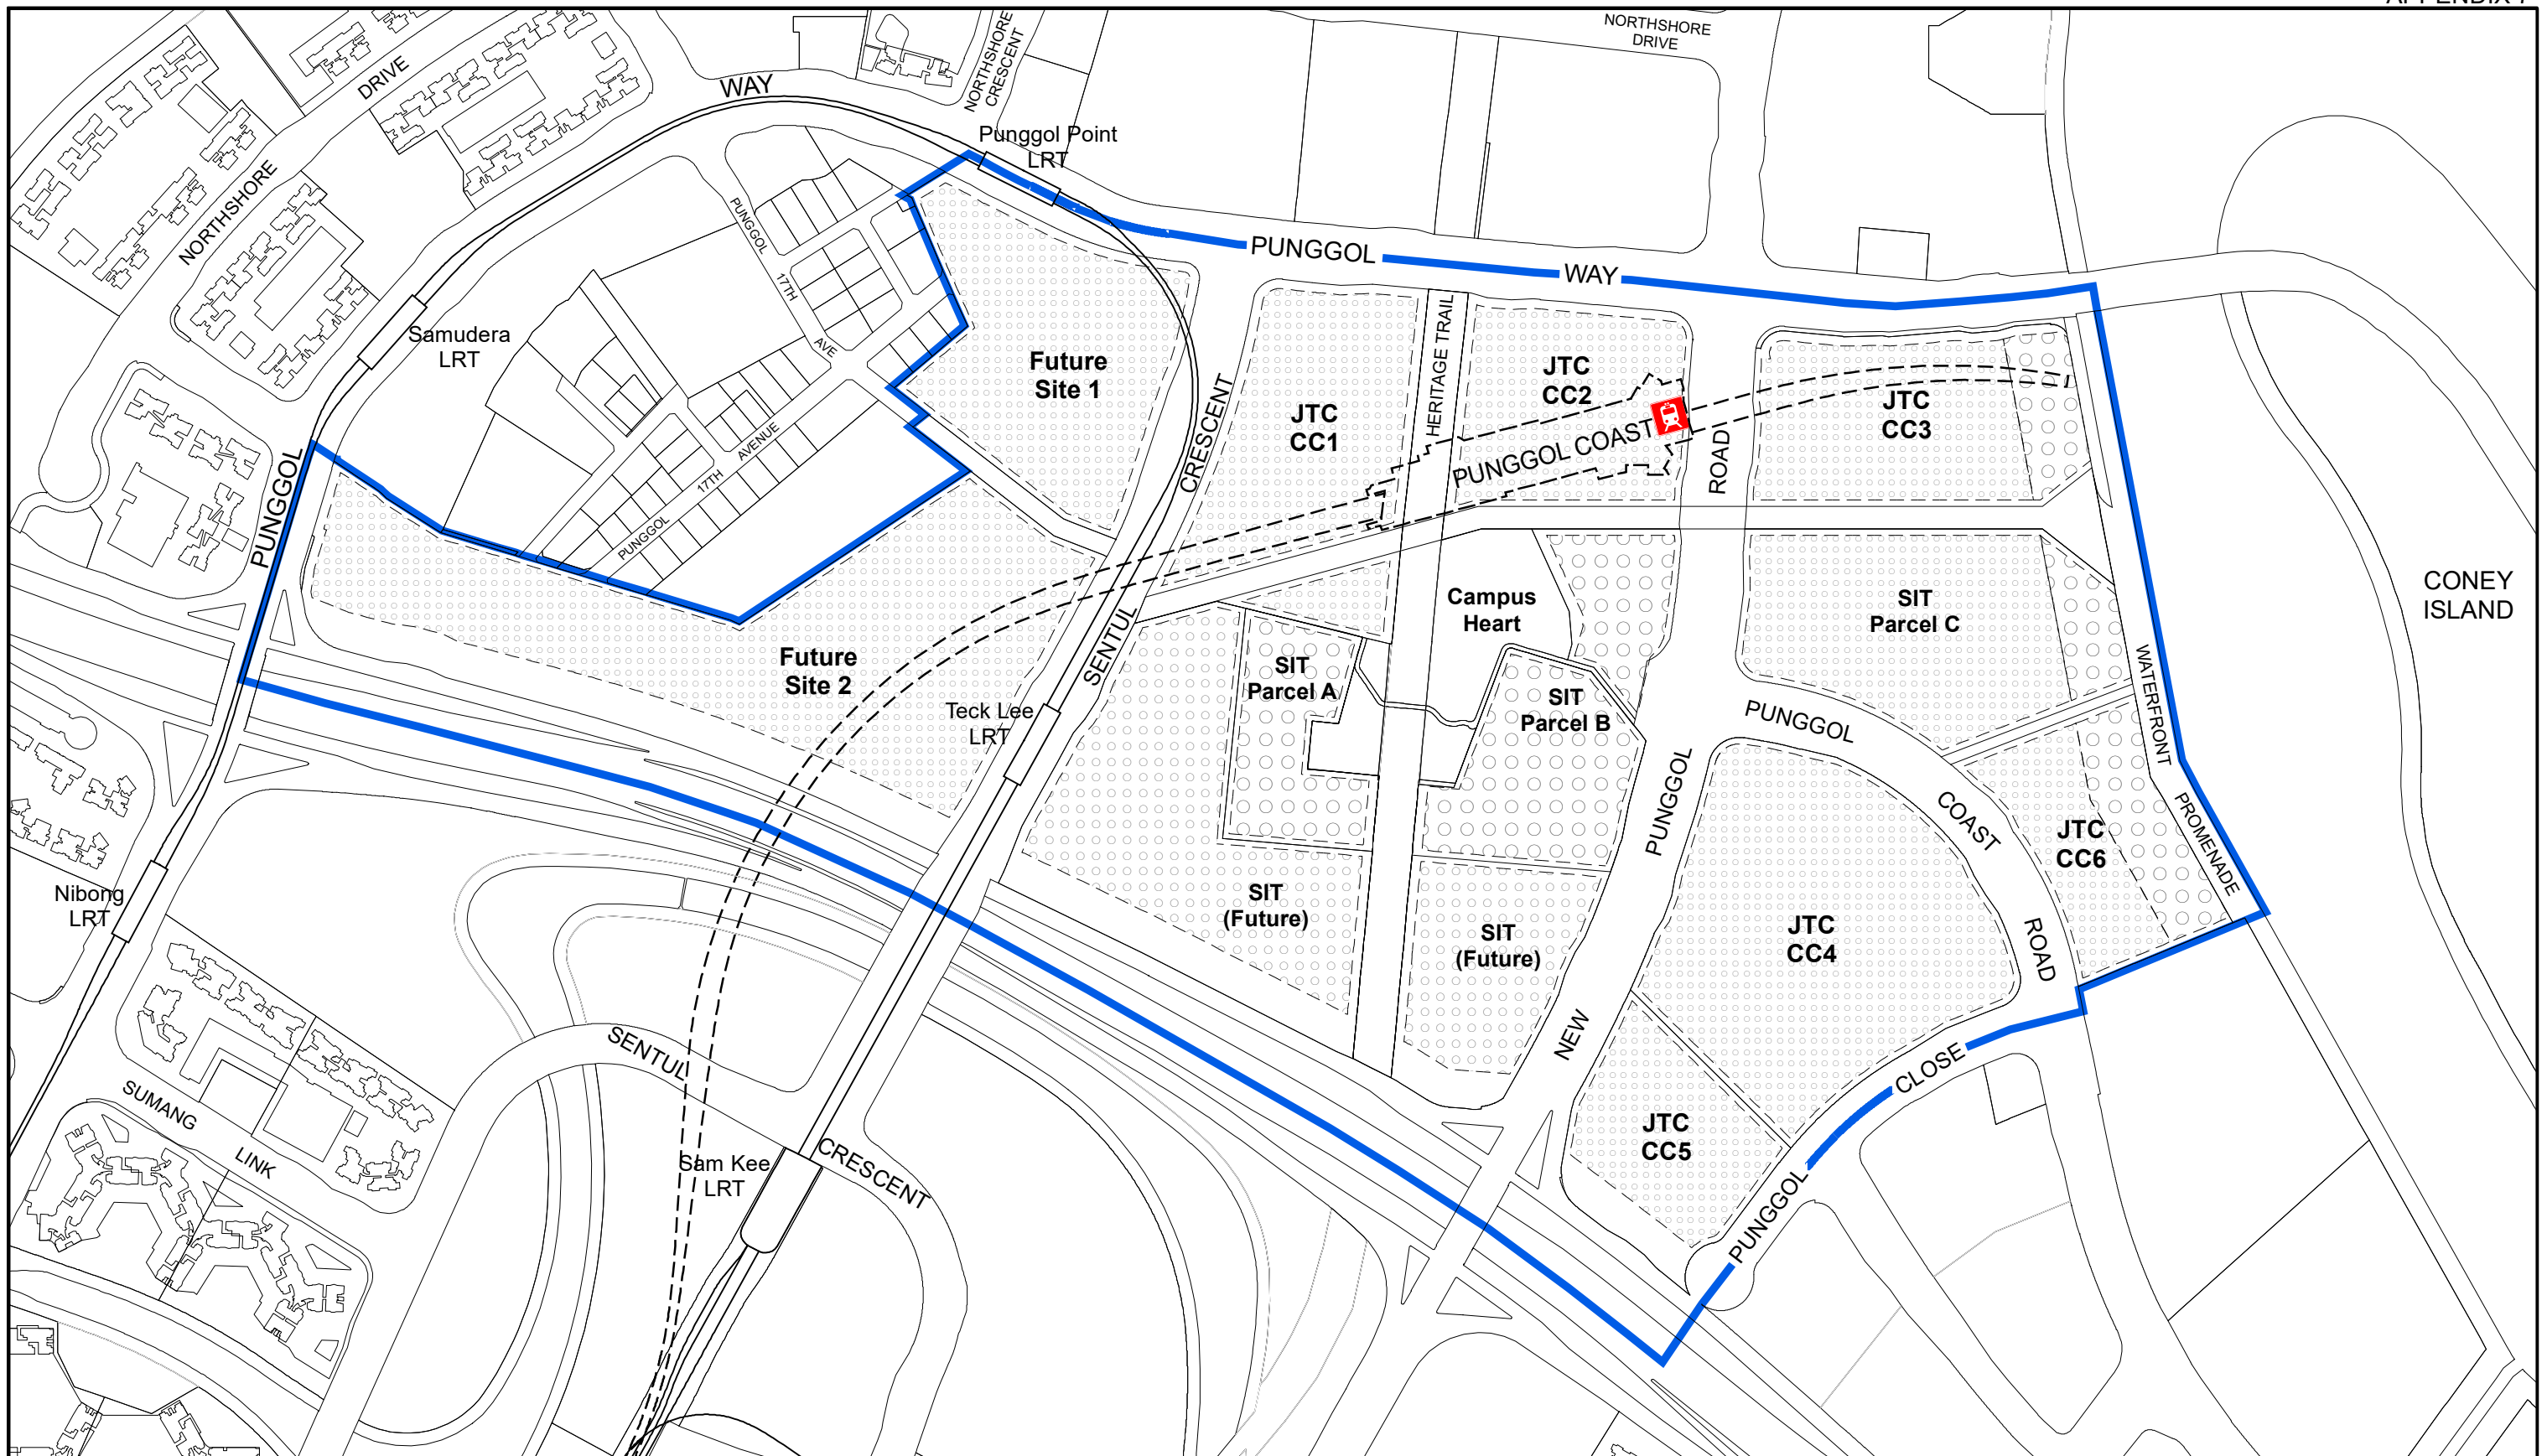 NORTHSHORE
DRIVE
NORTHSHORE
CRESCENT
DRIVE
WAY
Punggol Point
LRT
NORTHSHORE
PUNGGOL
17TH
AVE
PUNGGOL
WAY
Samudera
LRT
Future
Site 1
CRESCENT
JTC
CC1
HERITAGE TRAIL
JTC
CC2
PUNGGOL COAST
ROAD
JTC
CC3
PUNGGOL
PUNGGOL
17TH
AVENUE
CONEY
ISLAND
Campus
Heart
SIT
Parcel C
Future
Site 2
SENTUL
SIT
Parcel A
SIT
Parcel B
WATERFRONT
PROMENADE
Teck Lee
LRT
PUNGGOL
COAST
ROAD
NEW
PUNGGOL
JTC
CC6
Nibong
LRT
SIT
(Future)
SIT
(Future)
JTC
CC4
SENTUL
CRESCENT
SUMANG
LINK
Sam Kee
LRT
JTC
CC5
PUNGGOL
CLOSE